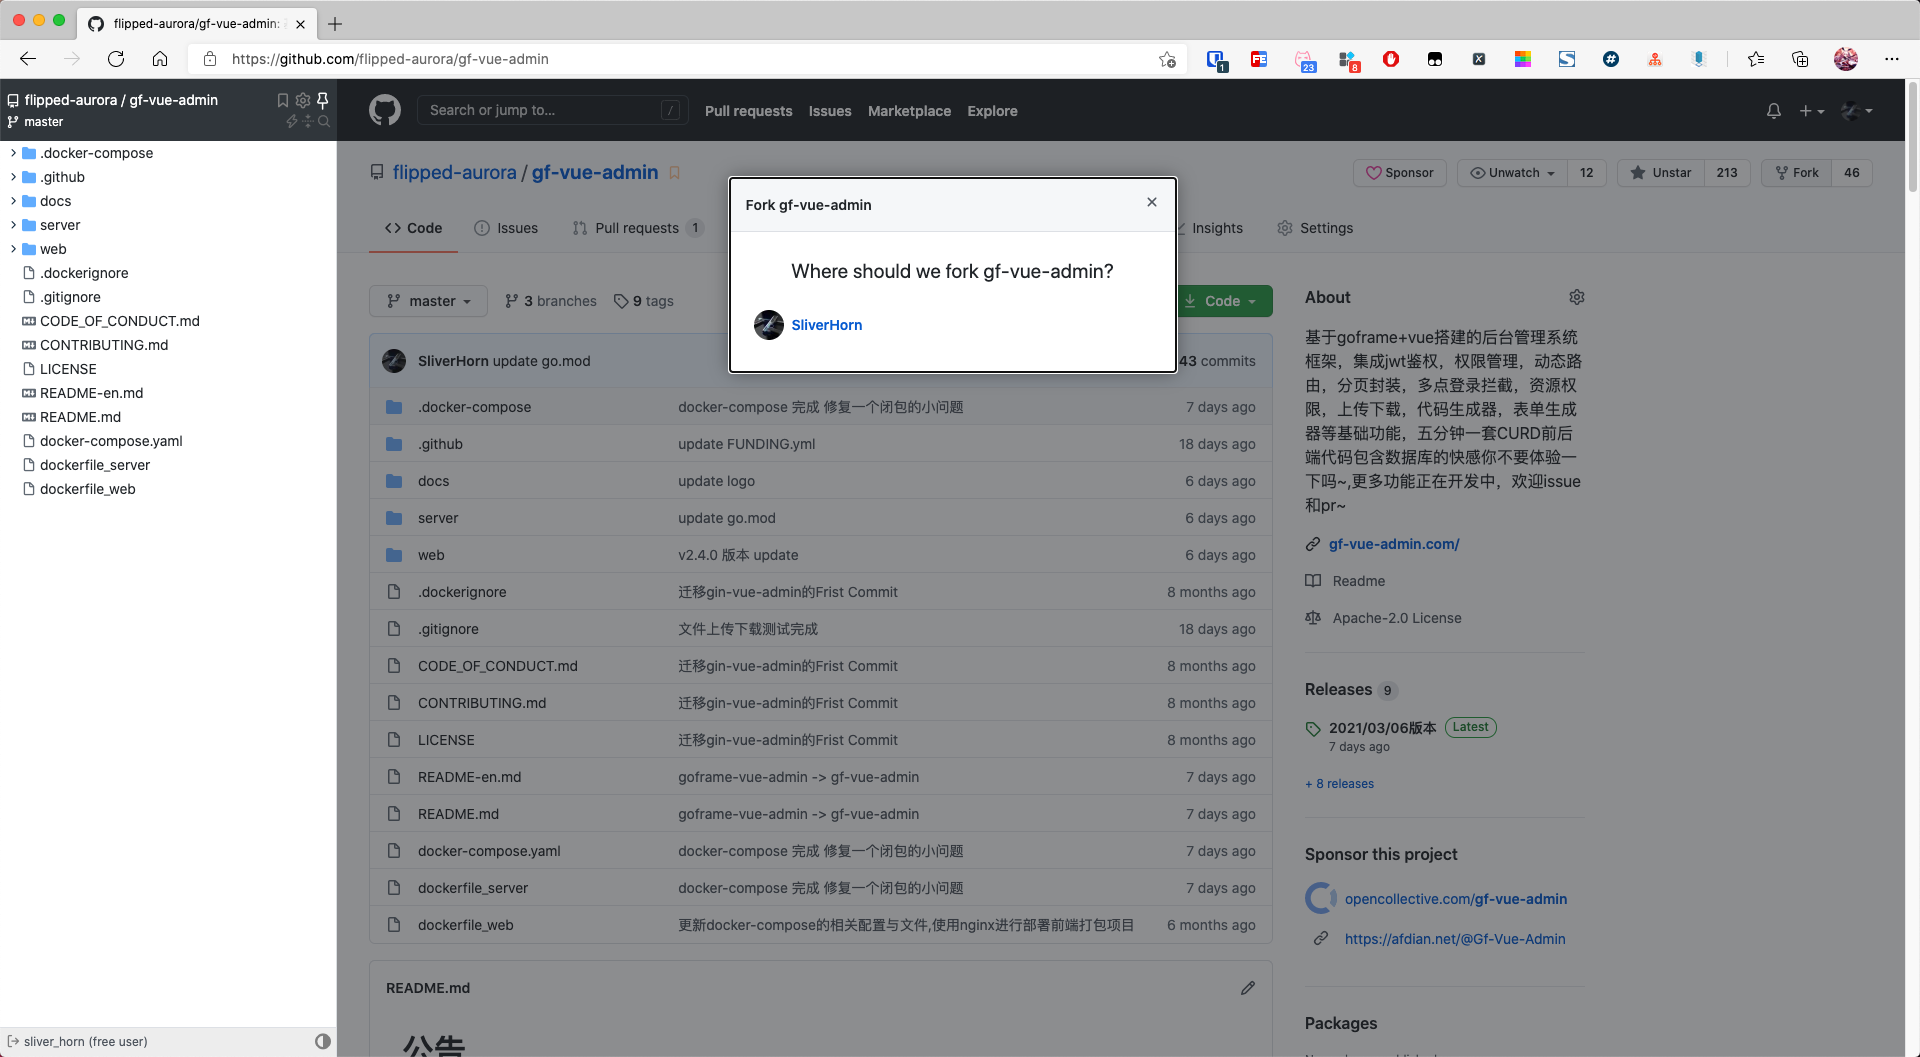 flipped-aurora/gf-vue-admin:
https://github.com/flipped-aurora/gf-vue-admin
1
FE
23
8
flipped-aurora / gf-vue-admin
master
.docker-compose
.github
docs
server
web
.dockerignore
.gitignore
CODE_OF_CONDUCT.md
CONTRIBUTING.md
LICENSE
README-en.md
README.md
docker-compose.yaml
dockerfile_server
dockerfile_web
sliver_horn (free user)
Search or jump to...
/
Pull requests
Issues
Marketplace
Explore
flipped-aurora / gf-vue-admin
Sponsor
Unwatch
12
Unstar
213
Fork
46
Code
Issues
Pull requests 1
Insights
Settings
Fork gf-vue-admin
Where should we fork gf-vue-admin?
SliverHorn
master
3 branches
9 tags
Code
SliverHorn update go.mod
43 commits
.docker-compose docker-compose 完成 修复一个闭包的小问题 7 days ago
.github update FUNDING.yml 18 days ago
docs update logo 6 days ago
server update go.mod 6 days ago
web v2.4.0 版本 update 6 days ago
.dockerignore 迁移gin-vue-admin的Frist Commit 8 months ago
.gitignore 文件上传下载测试完成 18 days ago
CODE_OF_CONDUCT.md 迁移gin-vue-admin的Frist Commit 8 months ago
CONTRIBUTING.md 迁移gin-vue-admin的Frist Commit 8 months ago
LICENSE 迁移gin-vue-admin的Frist Commit 8 months ago
README-en.md goframe-vue-admin -> gf-vue-admin 7 days ago
README.md goframe-vue-admin -> gf-vue-admin 7 days ago
docker-compose.yaml docker-compose 完成 修复一个闭包的小问题 7 days ago
dockerfile_server docker-compose 完成 修复一个闭包的小问题 7 days ago
dockerfile_web 更新docker-compose的相关配置与文件,使用nginx进行部署前端打包项目 6 months ago
README.md
公告
About
基于goframe+vue搭建的后台管理系统
框架，集成jwt鉴权，权限管理，动态路
由，分页封装，多点登录拦截，资源权
限，上传下载，代码生成器，表单生成
器等基础功能，五分钟一套CURD前后
端代码包含数据库的快感你不要体验一
下吗~,更多功能正在开发中，欢迎issue
和pr~
gf-vue-admin.com/
Readme
Apache-2.0 License
Releases 9
2021/03/06版本 Latest
7 days ago
+ 8 releases
Sponsor this project
opencollective.com/gf-vue-admin
https://afdian.net/@Gf-Vue-Admin
Packages